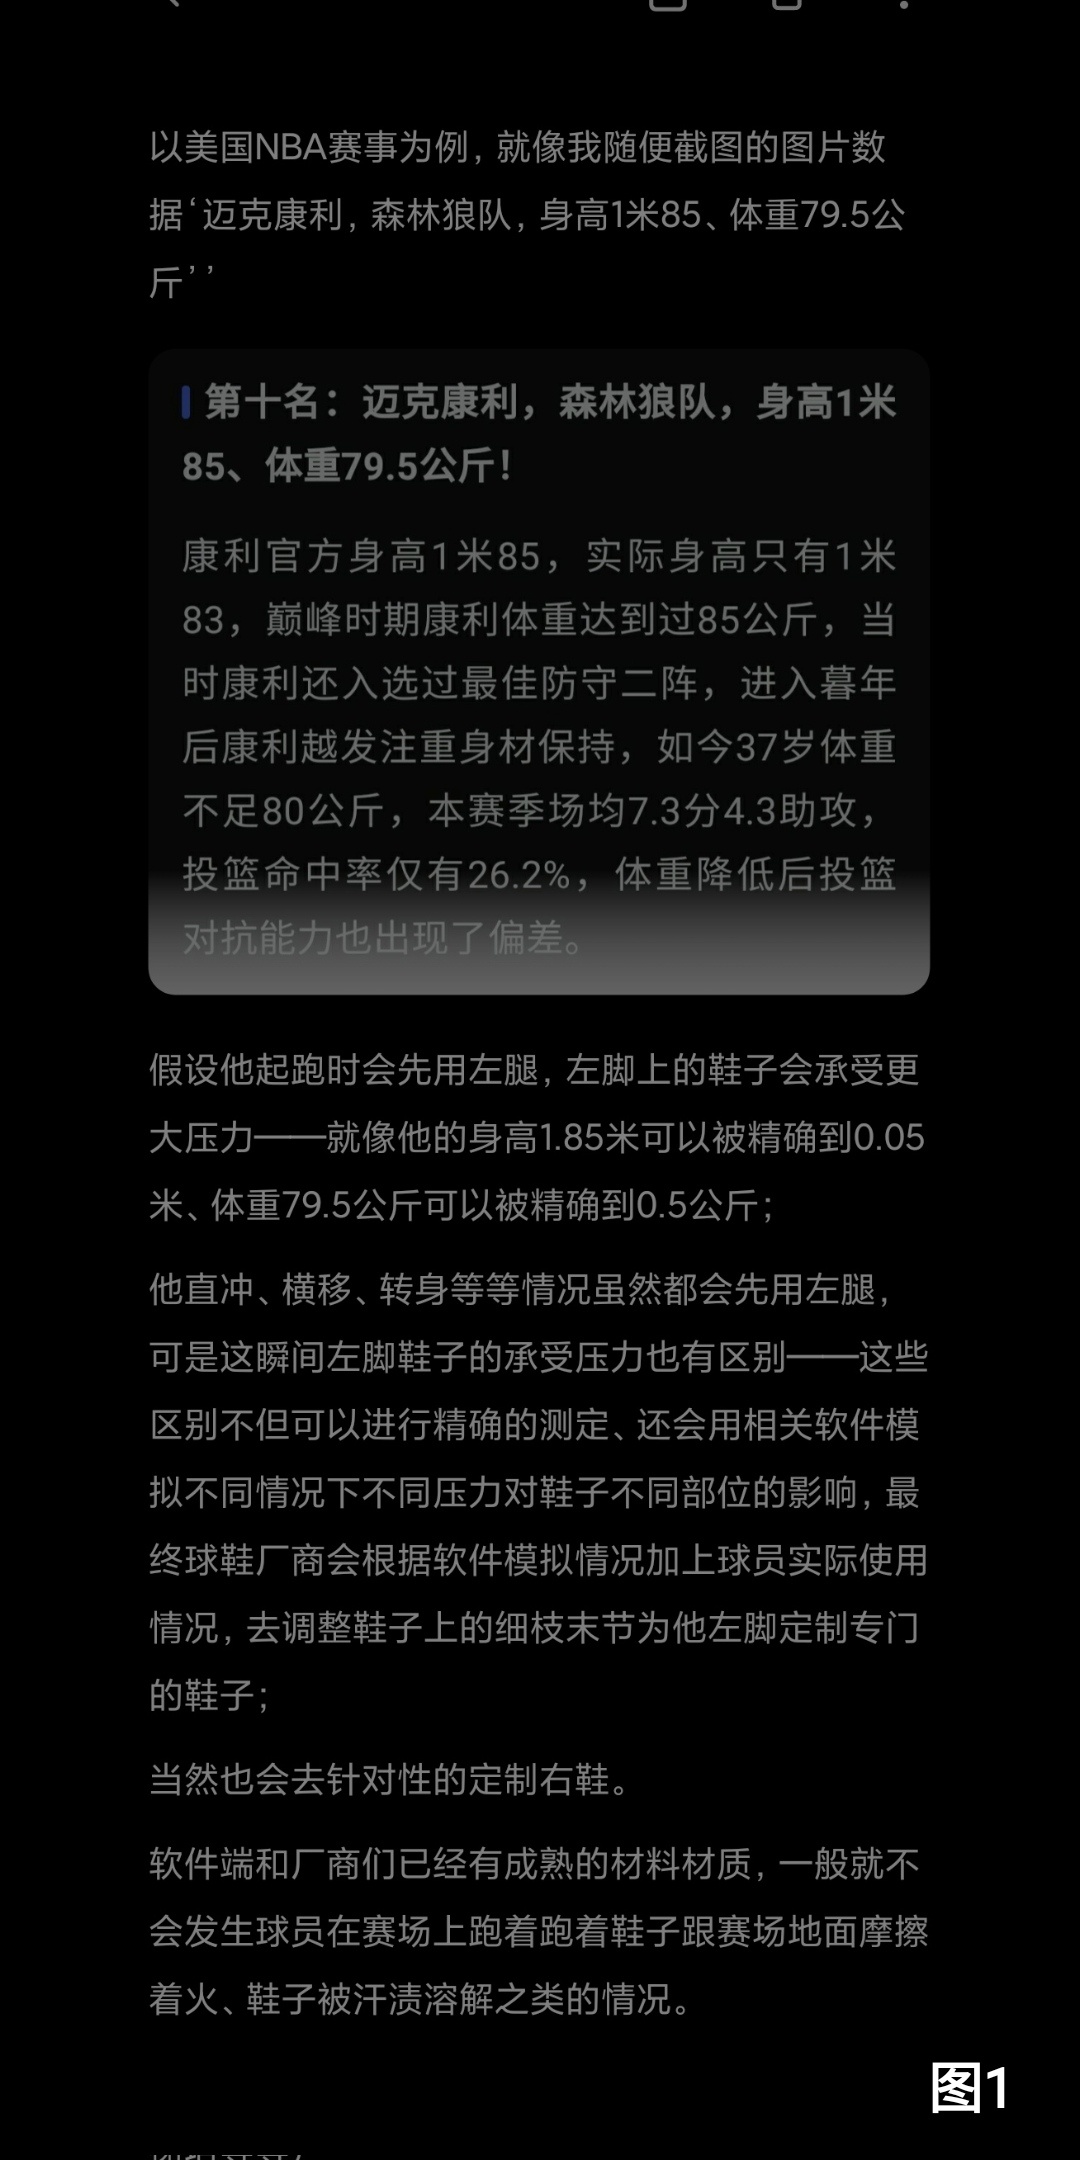 以美国NBA赛事为例，就像我随便截图的图片数
据‘迈克康利，森林狼队，身高1米85、体重79.5公
斤’’
第十名：迈克康利，森林狼队，身高1米
85、体重79.5公斤！
康利官方身高1米85，实际身高只有1米
83，巅峰时期康利体重达到过85公斤，当
时康利还入选过最佳防守二阵，进入暮年
后康利越发注重身材保持，如今37岁体重
不足80公斤，本赛季场均7.3分4.3助攻，
投篮命中率仅有26.2%，体重降低后投篮
对抗能力也出现了偏差。
假设他起跑时会先用左腿，左脚上的鞋子会承受更
大压力——就像他的身高1.85米可以被精确到0.05
米、体重79.5公斤可以被精确到0.5公斤；
他直冲、横移、转身等等情况虽然都会先用左腿，
可是这瞬间左脚鞋子的承受压力也有区别——这些
区别不但可以进行精确的测定、还会用相关软件模
拟不同情况下不同压力对鞋子不同部位的影响，最
终球鞋厂商会根据软件模拟情况加上球员实际使用
情况，去调整鞋子上的细枝末节为他左脚定制专门
的鞋子；
当然也会去针对性的定制右鞋。
软件端和厂商们已经有成熟的材料材质，一般就不
会发生球员在赛场上跑着跑着鞋子跟赛场地面摩擦
着火、鞋子被汗渍溶解之类的情况。
图1